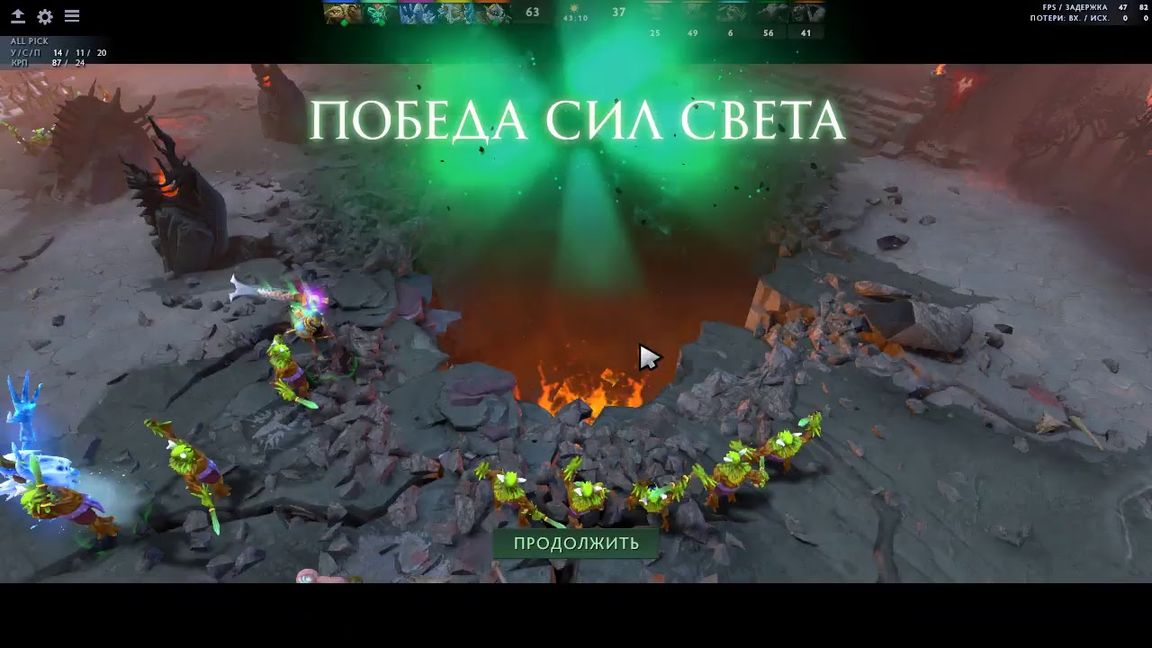 63
43:10
37
FPS / ЗАДЕРЖКА 47 82
ПОТЕРИ: ВХ. / ИСХ. 0 0
25 49 6 56 41
ALL PICK
У/С/П 14 / 11 / 20
КРП 87 / 24
ПОБЕДА СИЛ СВЕТА
ПРОДОЛЖИТЬ